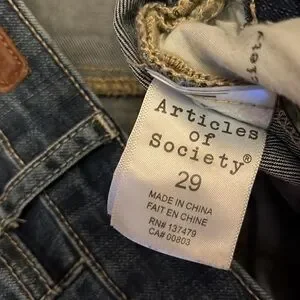 Articles
of
Society®
29
MADE IN CHINA
FAIT EN CHINE
RN# 137479
CA# 00803